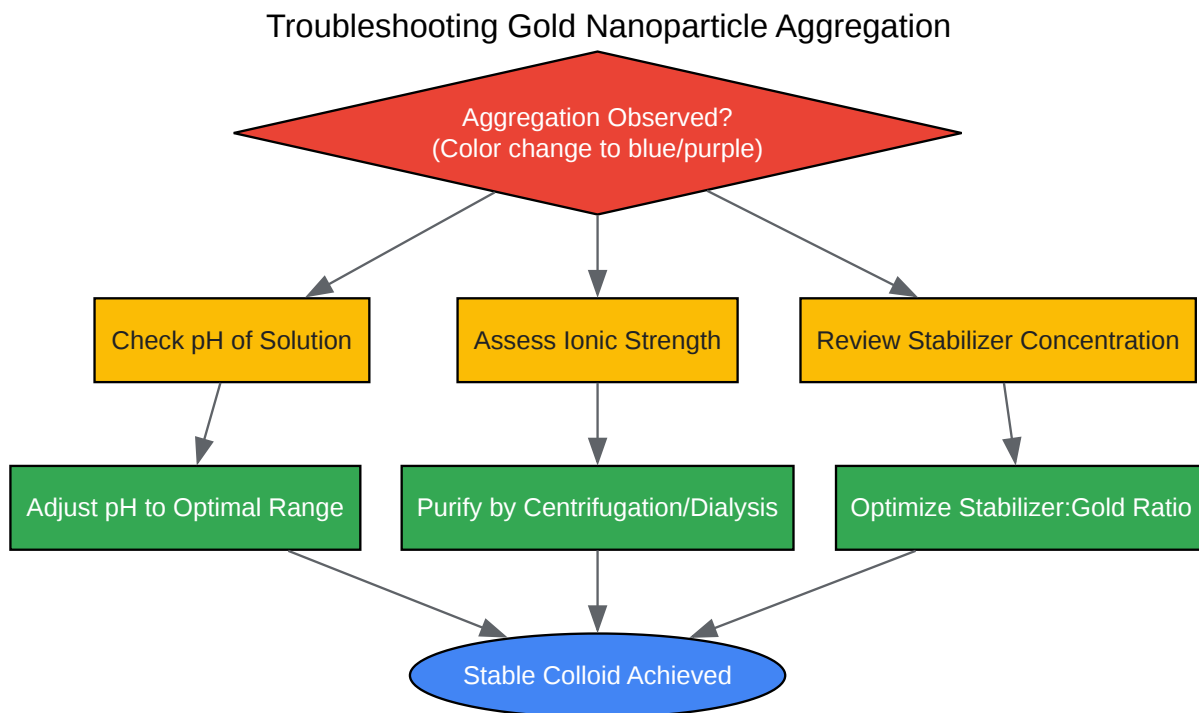 Troubleshooting Gold Nanoparticle Aggregation
Aggregation Observed?
(Color change to blue/purple)
Check pH of Solution
Assess Ionic Strength
Review Stabilizer Concentration
Adjust pH to Optimal Range
Purify by Centrifugation/Dialysis
Optimize Stabilizer:Gold Ratio
Stable Colloid Achieved